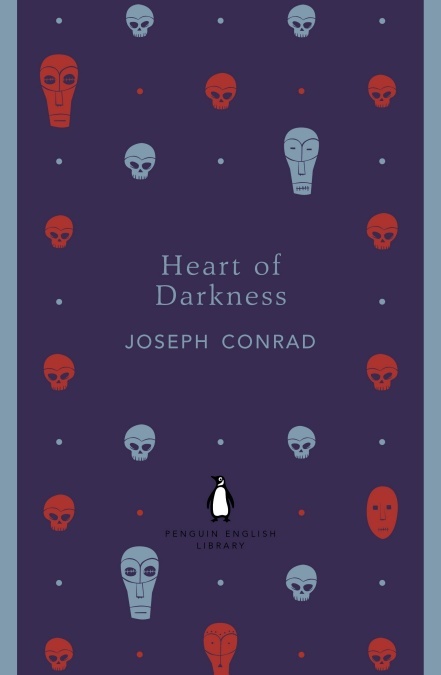 Heart of
Darkness
JOSEPH CONRAD
PENGUIN ENGLISH
LIBRARY